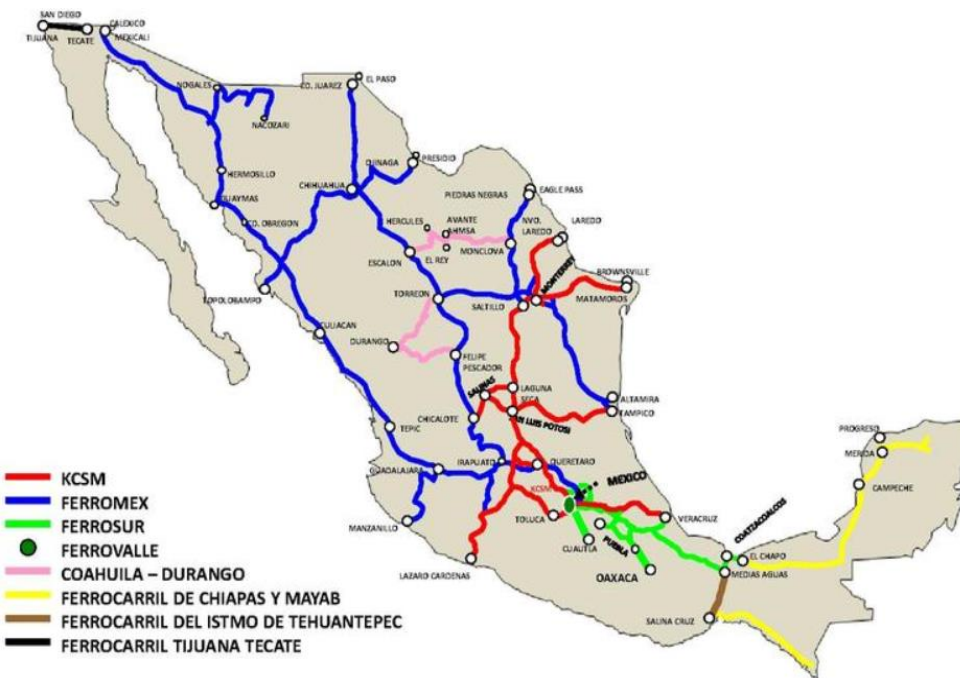 SAN DIEGO
CALEXICO
TIJUANA
TECATE
MEXICALI
NOGALES
CD. JUAREZ
EL PASO
NACOZARI
OJINAGA
PRESIDIO
HERMOSILLO
CHIHUAHUA
PIEDRAS NEGRAS
EAGLE PASS
GUAYMAS
CD. OBREGON
HERCULES
AVANTE
AHMSA
NVO.
LAREDO
LAREDO
MONCLOVA
EL REY
ESCALON
MONTERREY
BROWNSVILLE
TOPOLOBAMPO
TORREON
SALTILLO
MATAMOROS
CULIACAN
DURANGO
FELIPE
PESCADOR
SALINAS
LAGUNA
SECA
ALTAMIRA
TAMPICO
CHICALOTE
SAN LUIS POTOSI
TEPIC
PROGRESO
MERIDA
IRAPUATO
QUERETARO
GUADALAJARA
MEXICO
KCSM
CAMPECHE
MANZANILLO
TOLUCA
VERACRUZ
COATZACOALCOS
CUAUTLA
PUEBLA
EL CHAPO
LAZARO CARDENAS
OAXACA
MEDIAS AGUAS
SALINA CRUZ
KCSM
FERROMEX
FERROSUR
FERROVALLE
COAHUILA – DURANGO
FERROCARRIL DE CHIAPAS Y MAYAB
FERROCARRIL DEL ISTMO DE TEHUANTEPEC
FERROCARRIL TIJUANA TECATE